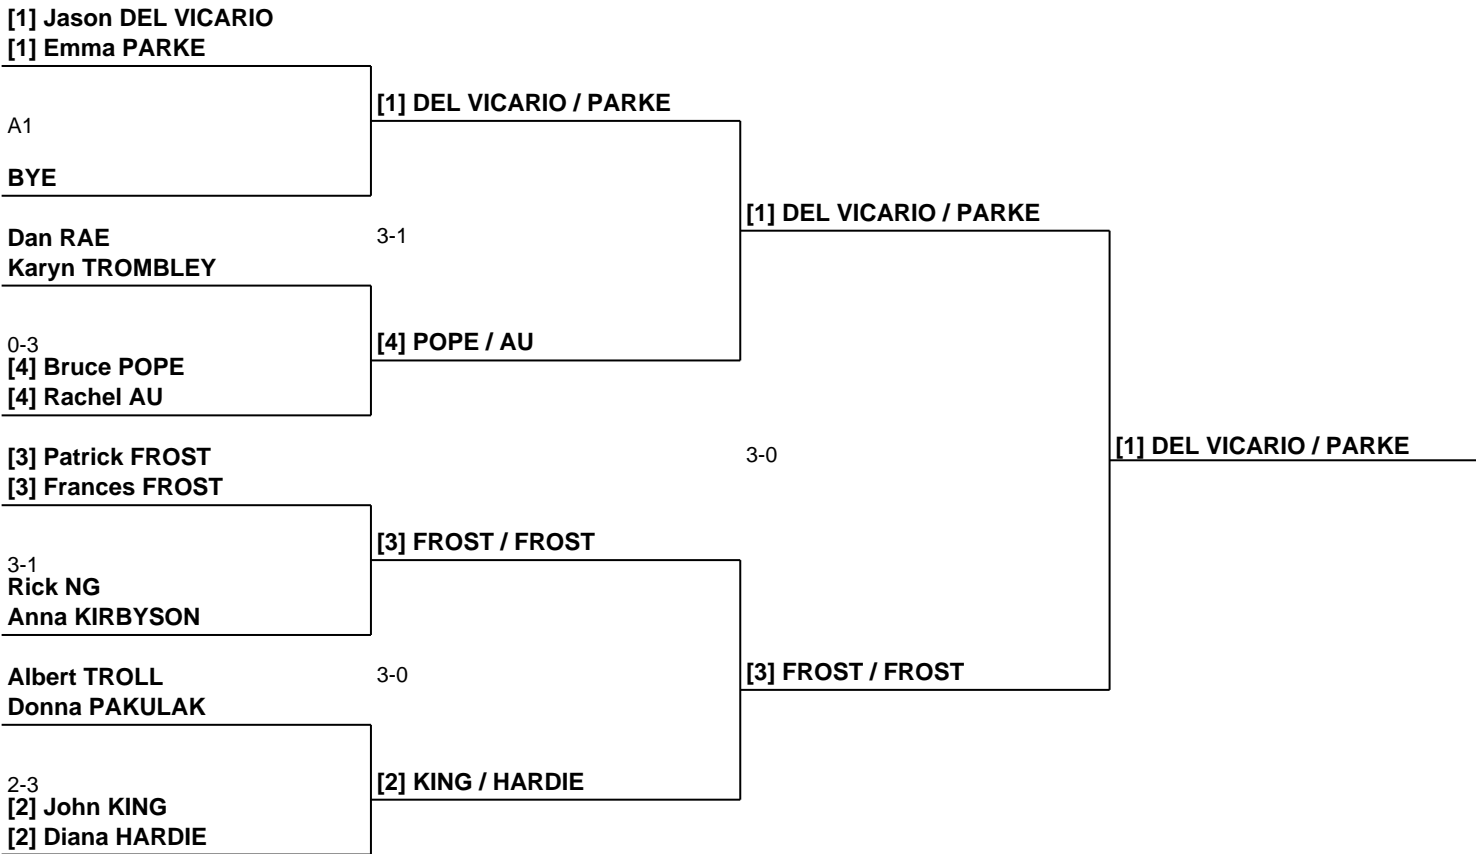 [1] Jason DEL VICARIO
[1] Emma PARKE
[1] DEL VICARIO / PARKE
A1
BYE
[1] DEL VICARIO / PARKE
Dan RAE
3-1
Karyn TROMBLEY
0-3
[4] POPE / AU
[4] Bruce POPE
[4] Rachel AU
[3] Patrick FROST
3-0
[1] DEL VICARIO / PARKE
[3] Frances FROST
[3] FROST / FROST
3-1
Rick NG
Anna KIRBYSON
Albert TROLL
3-0
[3] FROST / FROST
Donna PAKULAK
2-3
[2] KING / HARDIE
[2] John KING
[2] Diana HARDIE